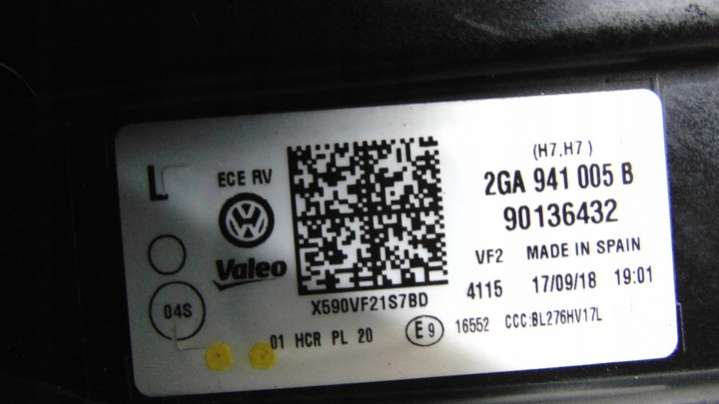 (H7,H7)
L
ECE RV
2GA 941 005 B
90136432
VW
Valeo
VF2 MADE IN SPAIN
4115 17/09/18 19:01
04S
X590VF21S7BD
01 HCR PL 20 E9 16552 CCC:BL276HV17L